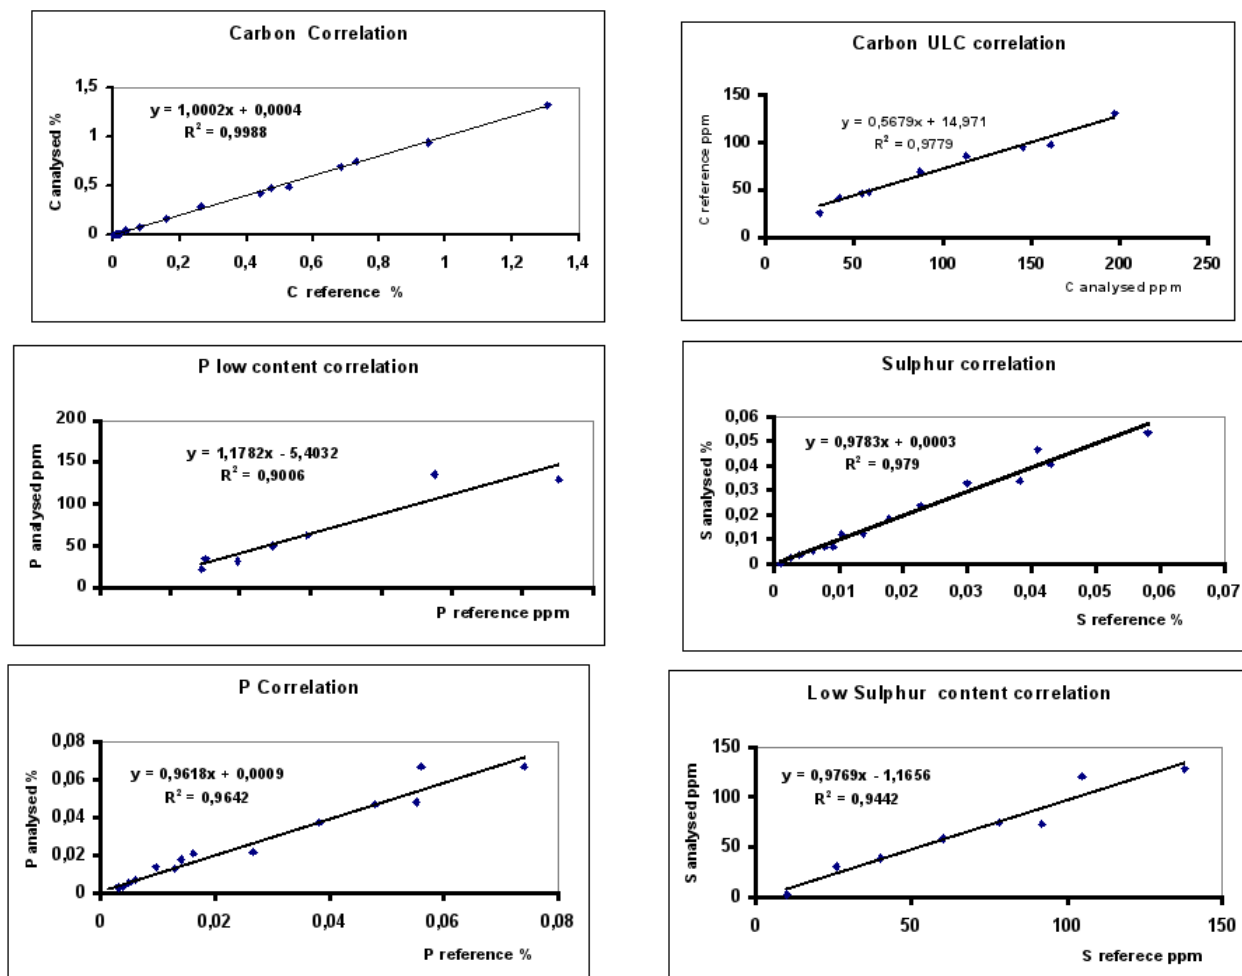 Carbon Correlation
C analysed %
1,5
1
0,5
0
y = 1,0002x + 0,0004
R² = 0,9988
0 0,2 0,4 0,6 0,8 1 1,2 1,4
C reference %
Carbon ULC correlation
C reference ppm
150
100
50
0
y = 0,5679x + 14,971
R² = 0,9779
0 50 100 150 200 250
C analysed ppm
P low content correlation
P analysed ppm
200
150
100
50
0
y = 1,1782x - 5,4032
R² = 0,9006
P reference ppm
Sulphur correlation
S analysed %
0,06
0,05
0,04
0,03
0,02
0,01
0
y = 0,9783x + 0,0003
R² = 0,979
0 0,01 0,02 0,03 0,04 0,05 0,06 0,07
S reference %
P Correlation
P analysed %
0,08
0,06
0,04
0,02
0
y = 0,9618x + 0,0009
R² = 0,9642
0 0,02 0,04 0,06 0,08
P reference %
Low Sulphur content correlation
S analysed ppm
150
100
50
0
y = 0,9769x - 1,1656
R² = 0,9442
0 50 100 150
S referece ppm